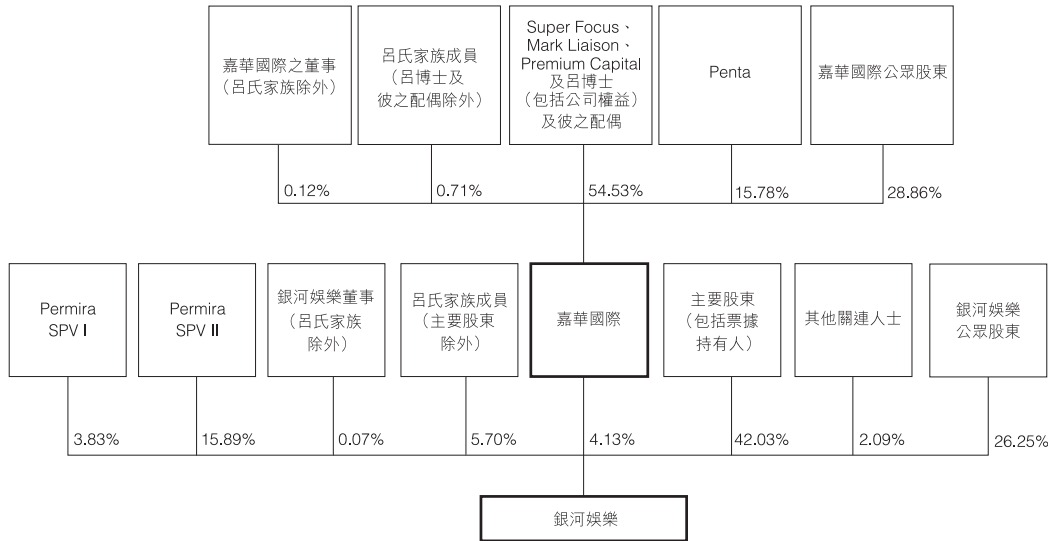 嘉華國際之董事
（呂氏家族除外）
呂氏家族成員
（呂博士及
彼之配偶除外）
Super Focus、
Mark Liaison、
Premium Capital
及呂博士
（包括公司權益）
及彼之配偶
Penta
嘉華國際公眾股東
0.12%
0.71%
54.53%
15.78%
28.86%
Permira
SPV I
Permira
SPV II
銀河娛樂董事
（呂氏家族
除外）
呂氏家族成員
（主要股東
除外）
嘉華國際
主要股東
（包括票據
持有人）
其他關連人士
銀河娛樂
公眾股東
3.83%
15.89%
0.07%
5.70%
4.13%
42.03%
2.09%
26.25%
銀河娛樂